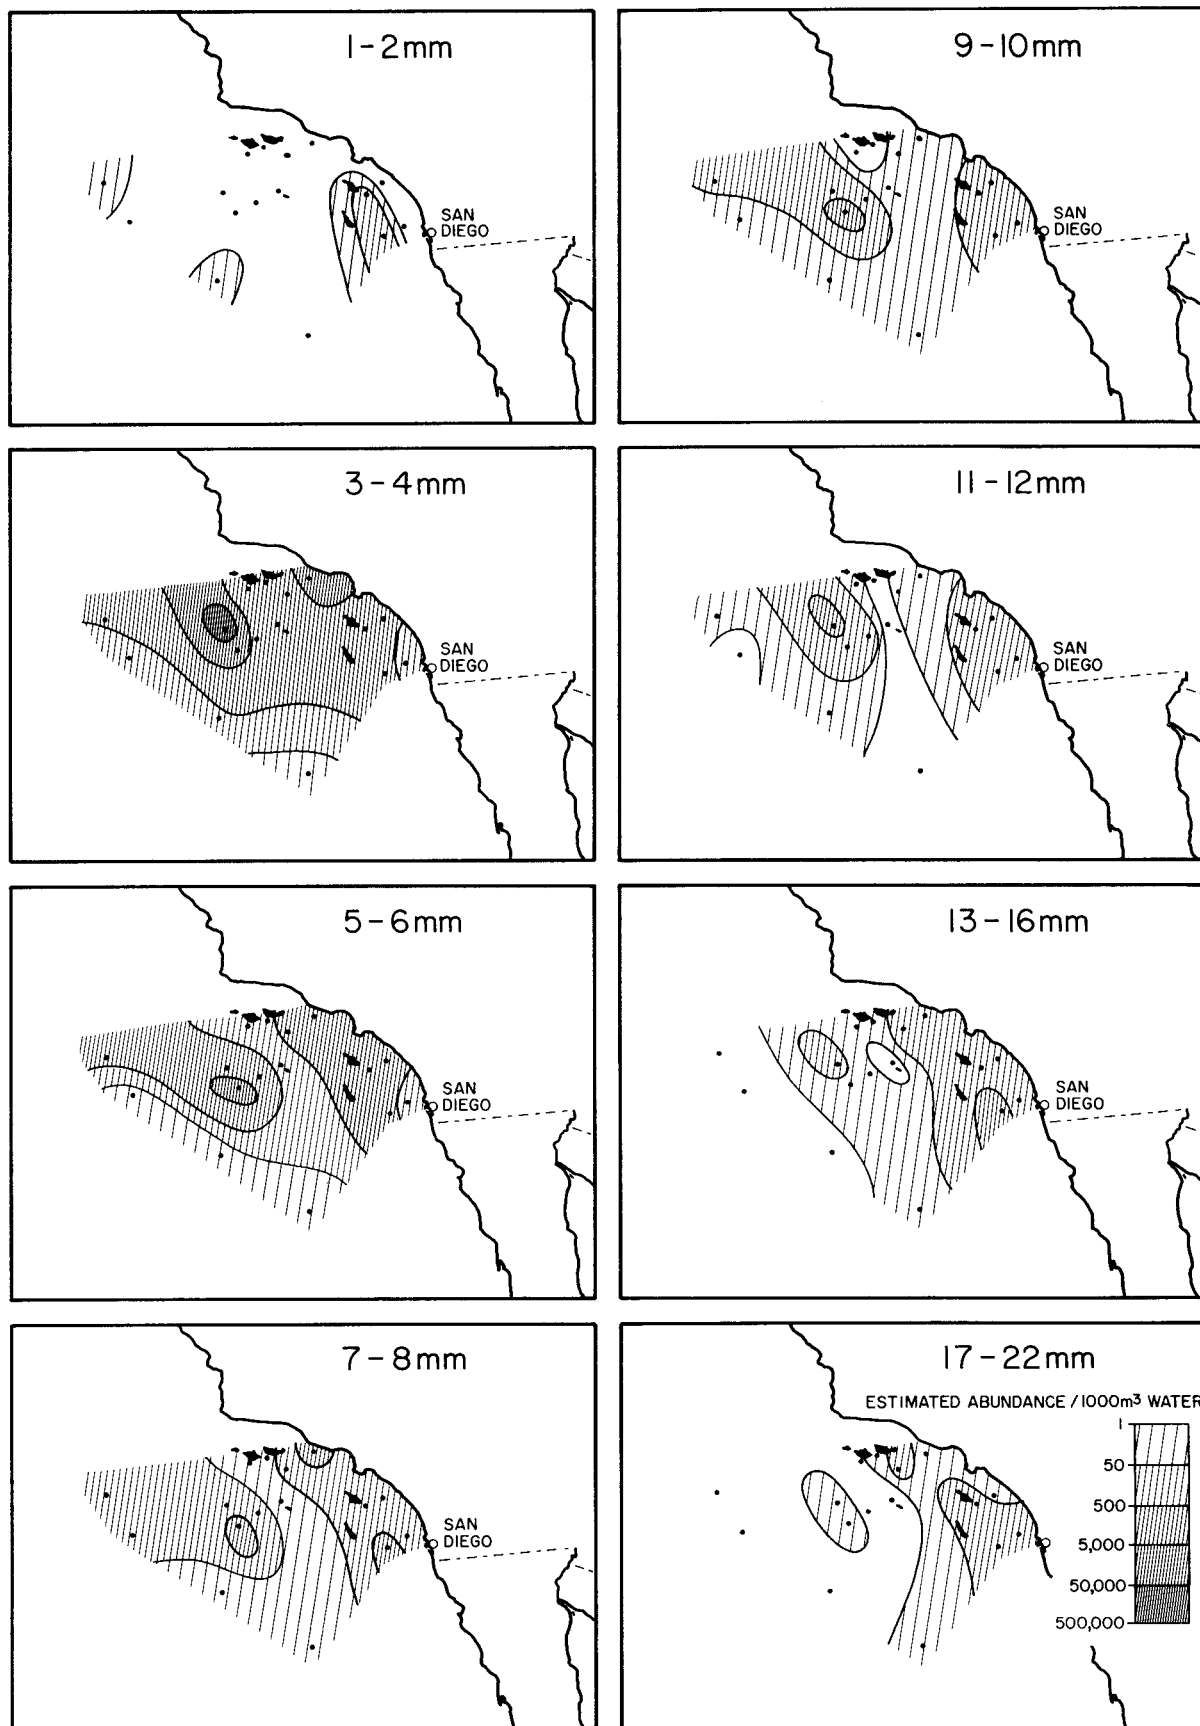 1-2mm
SAN
DIEGO
9-10mm
SAN
DIEGO
3-4mm
SAN
DIEGO
11-12mm
SAN
DIEGO
5-6mm
SAN
DIEGO
13-16mm
SAN
DIEGO
7-8mm
SAN
DIEGO
17-22mm
ESTIMATED ABUNDANCE / 1000m³ WATER
1
50
500
5,000
50,000
500,000